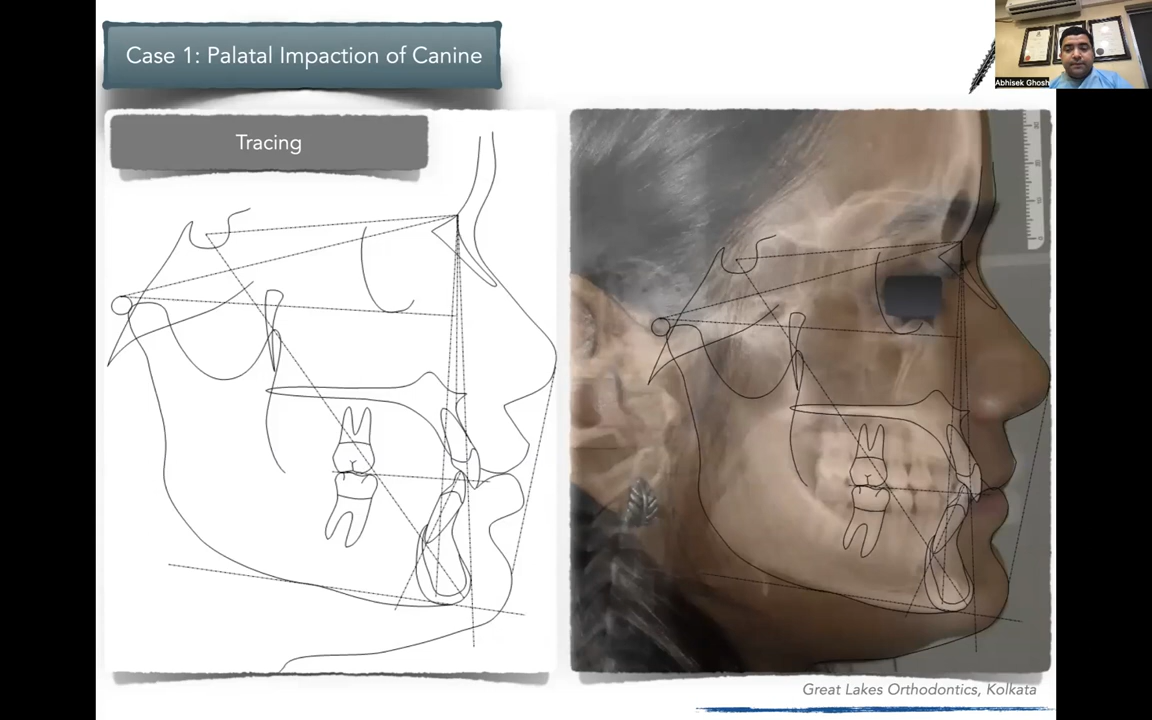 Case 1: Palatal Impaction of Canine
Abhisek Ghosh
Tracing
Great Lakes Orthodontics, Kolkata